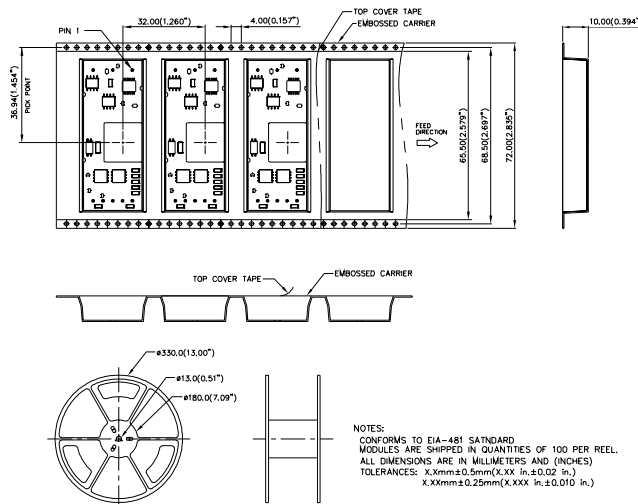 TOP COVER TAPE
EMBOSSED CARRIER
32.00(1.260")
4.00(0.157")
10.00(0.394")
PIN 1
36.94(1.454")
PICK POINT
FEED
DIRECTION
65.50(2.579")
68.50(2.697")
72.00(2.835")
TOP COVER TAPE
EMBOSSED CARRIER
ø330.0(13.00")
ø13.0(0.51")
ø180.0(7.09")
NOTES:
CONFORMS TO EIA-481 SATNDARD
MODULES ARE SHIPPED IN QUANTITIES OF 100 PER REEL.
ALL DIMENSIONS ARE IN MILLIMETERS AND (INCHES)
TOLERANCES: X.Xmm±0.5mm(X.XX in.±0.02 in.)
X.XXmm±0.25mm(X.XXX in.±0.010 in.)